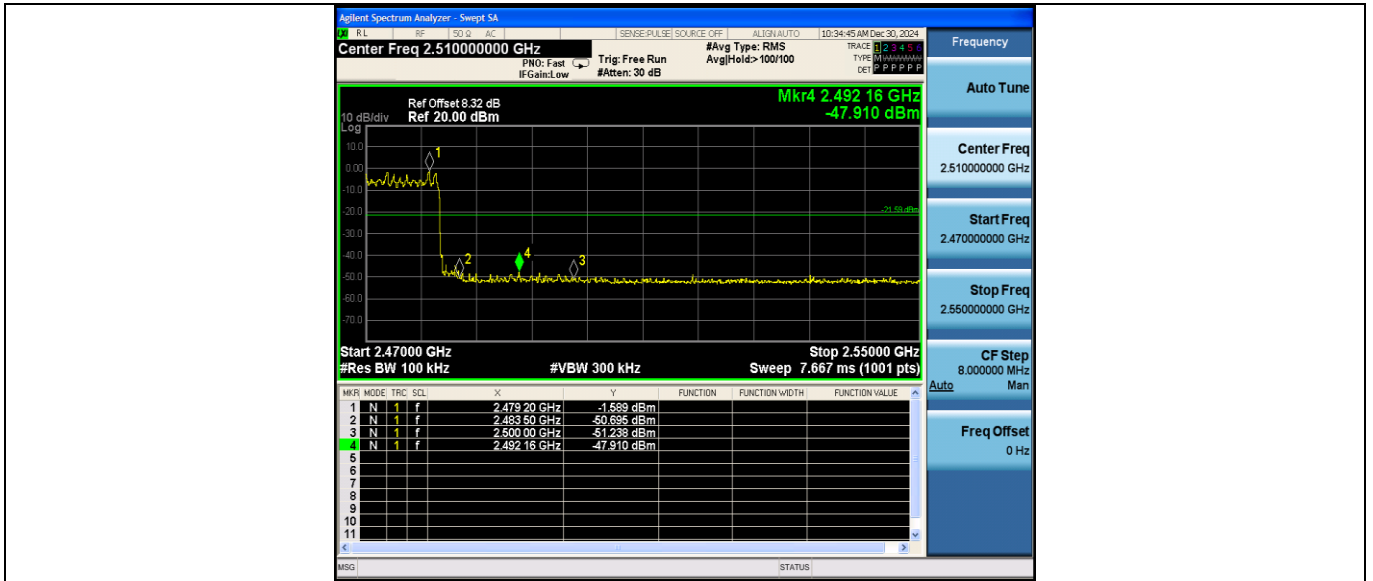 Agilent Spectrum Analyzer - Swept SA
LXI RL RF 50 Ω AC SENSE:PULSE SOURCE OFF ALIGN AUTO 10:34:45 AM Dec 30, 2024
Center Freq 2.510000000 GHz
PNO: Fast
IFGain:Low
Trig: Free Run
#Atten: 30 dB
#Avg Type: RMS
Avg|Hold:>100/100
TRACE 1 2 3 4 5 6
TYPE M W W W W W
DET P P P P P P
Mkr4 2.492 16 GHz
-47.910 dBm
Ref Offset 8.32 dB
10 dB/div Ref 20.00 dBm
Log
10.0
0.00
-10.0
-20.0
-30.0
-40.0
-50.0
-60.0
-70.0
1
2
4
3
-21.59 dBm
Start 2.47000 GHz Stop 2.55000 GHz
#Res BW 100 kHz #VBW 300 kHz Sweep 7.667 ms (1001 pts)
MKR MODE TRC SCL X Y FUNCTION FUNCTION WIDTH FUNCTION VALUE
1 N 1 f 2.479 20 GHz -1.589 dBm
2 N 1 f 2.483 50 GHz -50.695 dBm
3 N 1 f 2.500 00 GHz -51.238 dBm
4 N 1 f 2.492 16 GHz -47.910 dBm
5
6
7
8
9
10
11
MSG STATUS
Frequency
Auto Tune
Center Freq
2.510000000 GHz
Start Freq
2.470000000 GHz
Stop Freq
2.550000000 GHz
CF Step
8.000000 MHz
Auto Man
Freq Offset
0 Hz